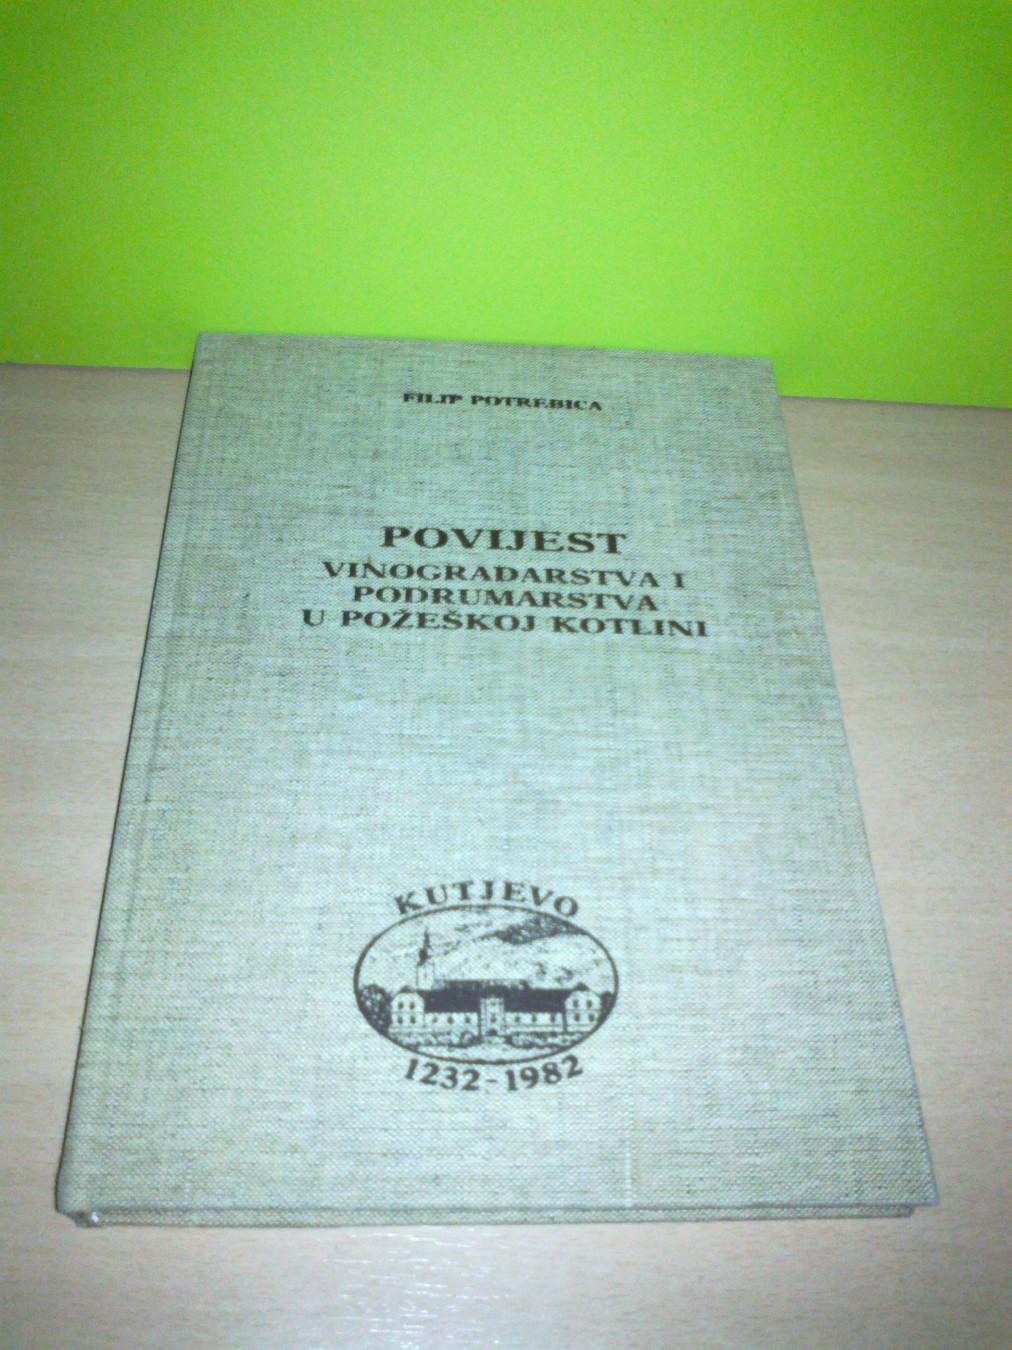 FILIP POTREBICA
POVIJEST
VINOGRADARSTVA I
PODRUMARSTVA
U POŽEŠKOJ KOTLINI
KUTJEVO
1232-1982